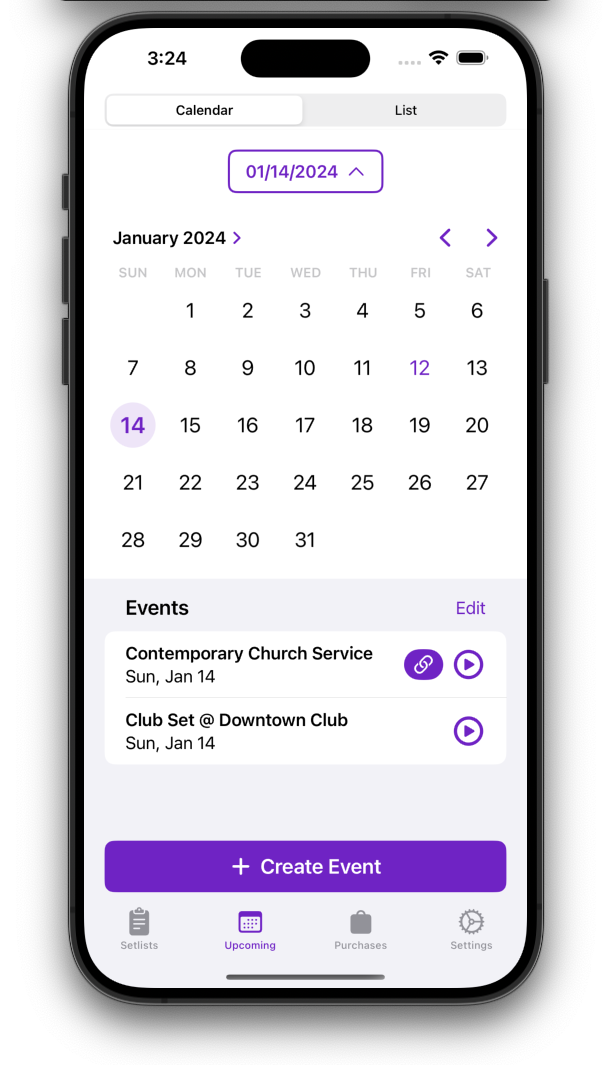 3:24
Calendar List
01/14/2024
January 2024
SUN MON TUE WED THU FRI SAT
1 2 3 4 5 6
7 8 9 10 11 12 13
14 15 16 17 18 19 20
21 22 23 24 25 26 27
28 29 30 31
Events Edit
Contemporary Church Service
Sun, Jan 14
Club Set @ Downtown Club
Sun, Jan 14
+ Create Event
Setlists Upcoming Purchases Settings